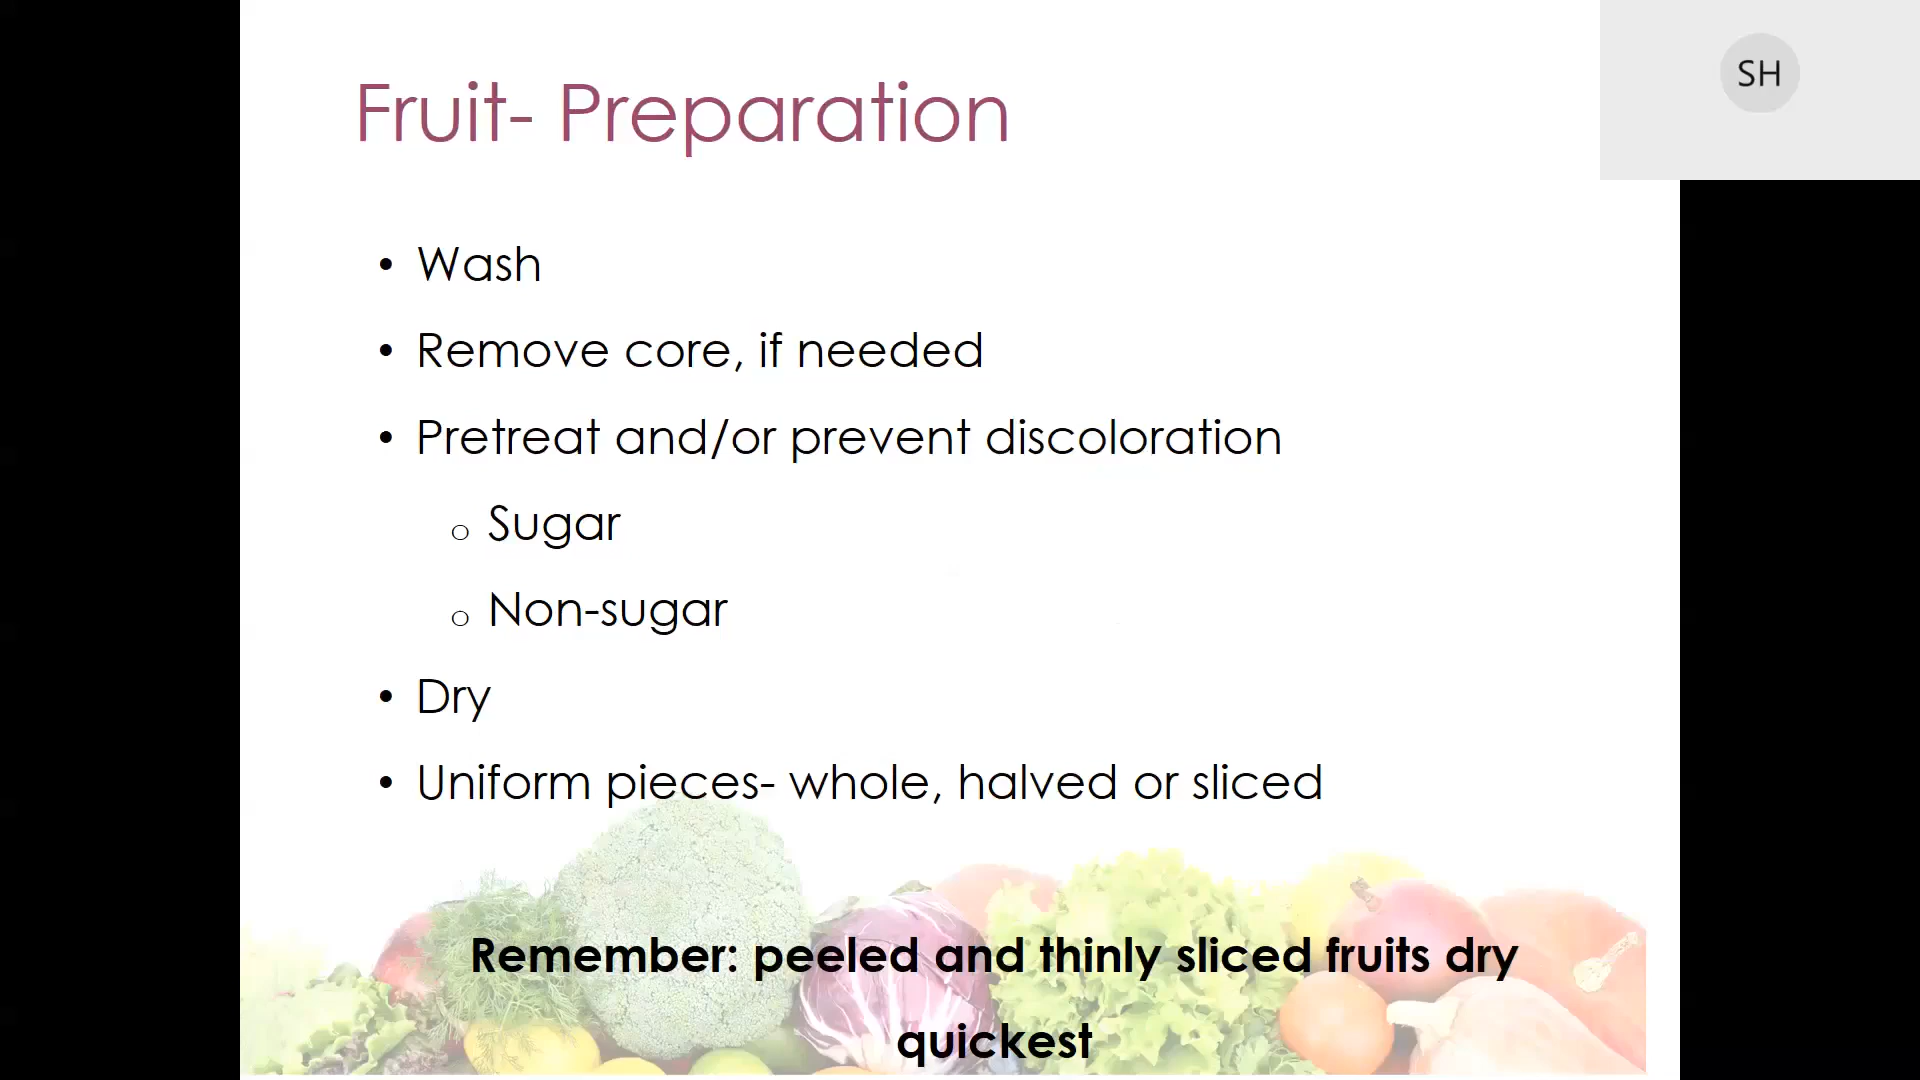 Fruit- Preparation
SH
• Wash
• Remove core, if needed
• Pretreat and/or prevent discoloration
o Sugar
o Non-sugar
• Dry
• Uniform pieces- whole, halved or sliced
Remember: peeled and thinly sliced fruits dry
quickest